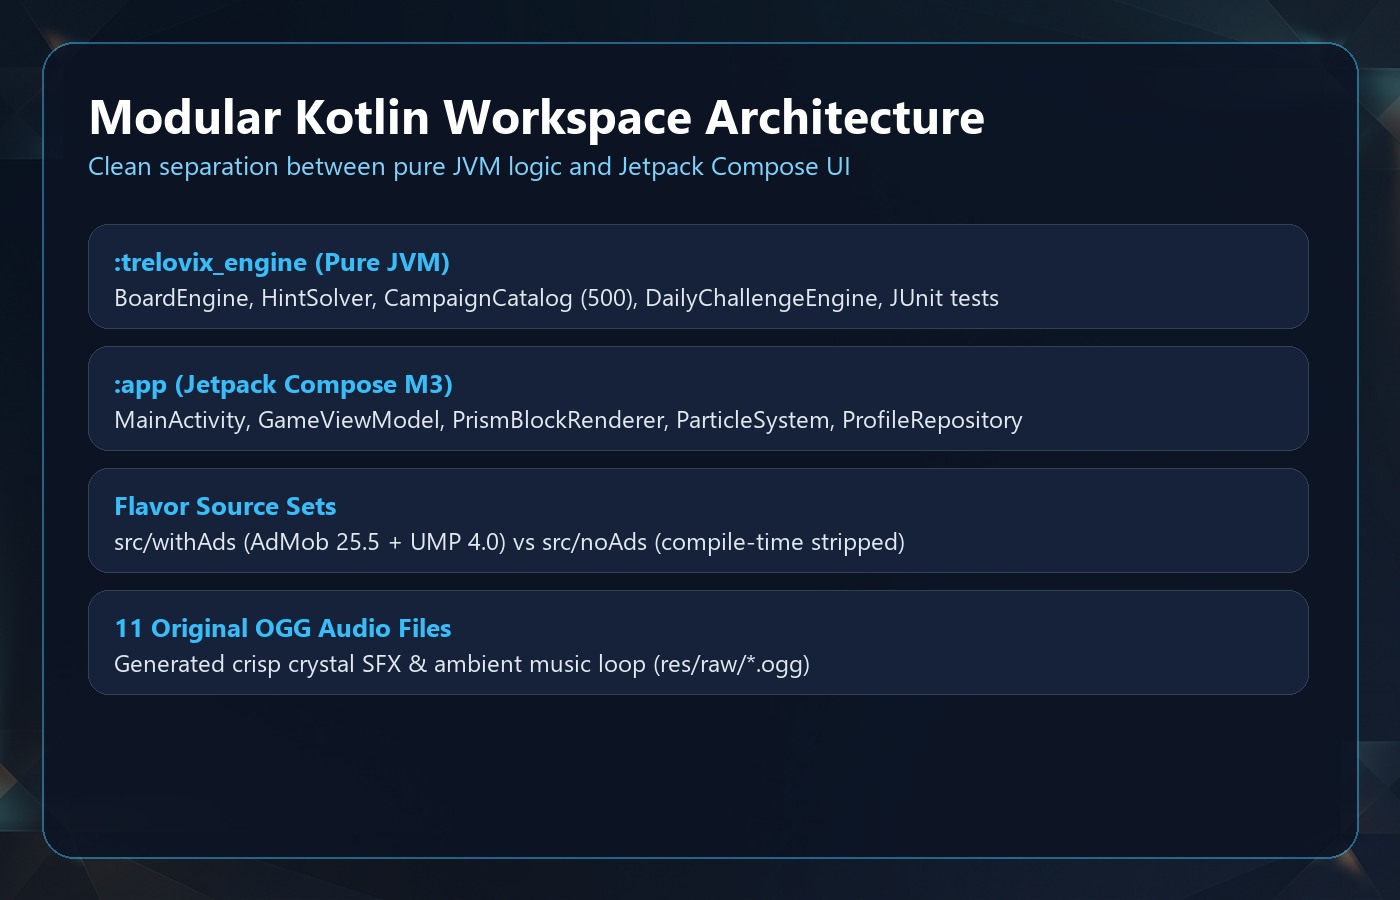 Modular Kotlin Workspace Architecture
Clean separation between pure JVM logic and Jetpack Compose UI
:trelovix_engine (Pure JVM)
BoardEngine, HintSolver, CampaignCatalog (500), DailyChallengeEngine, JUnit tests
:app (Jetpack Compose M3)
MainActivity, GameViewModel, PrismBlockRenderer, ParticleSystem, ProfileRepository
Flavor Source Sets
src/withAds (AdMob 25.5 + UMP 4.0) vs src/noAds (compile-time stripped)
11 Original OGG Audio Files
Generated crisp crystal SFX & ambient music loop (res/raw/*.ogg)